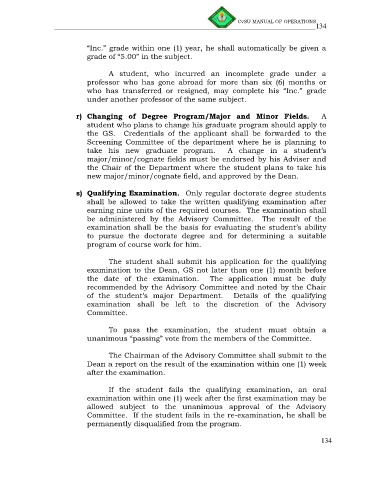 CvSU MANUAL OF OPERATIONS
134
“Inc.” grade within one (1) year, he shall automatically be given a
grade of “5.00” in the subject.
A student, who incurred an incomplete grade under a
professor who has gone abroad for more than six (6) months or
who has transferred or resigned, may complete his “Inc.” grade
under another professor of the same subject.
r) Changing of Degree Program/Major and Minor Fields. A
student who plans to change his graduate program should apply to
the GS. Credentials of the applicant shall be forwarded to the
Screening Committee of the department where he is planning to
take his new graduate program. A change in a student’s
major/minor/cognate fields must be endorsed by his Adviser and
the Chair of the Department where the student plans to take his
new major/minor/cognate field, and approved by the Dean.
s) Qualifying Examination. Only regular doctorate degree students
shall be allowed to take the written qualifying examination after
earning nine units of the required courses. The examination shall
be administered by the Advisory Committee. The result of the
examination shall be the basis for evaluating the student’s ability
to pursue the doctorate degree and for determining a suitable
program of course work for him.
The student shall submit his application for the qualifying
examination to the Dean, GS not later than one (1) month before
the date of the examination. The application must be duly
recommended by the Advisory Committee and noted by the Chair
of the student’s major Department. Details of the qualifying
examination shall be left to the discretion of the Advisory
Committee.
To pass the examination, the student must obtain a
unanimous “passing” vote from the members of the Committee.
The Chairman of the Advisory Committee shall submit to the
Dean a report on the result of the examination within one (1) week
after the examination.
If the student fails the qualifying examination, an oral
examination within one (1) week after the first examination may be
allowed subject to the unanimous approval of the Advisory
Committee. If the student fails in the re-examination, he shall be
permanently disqualified from the program.
134